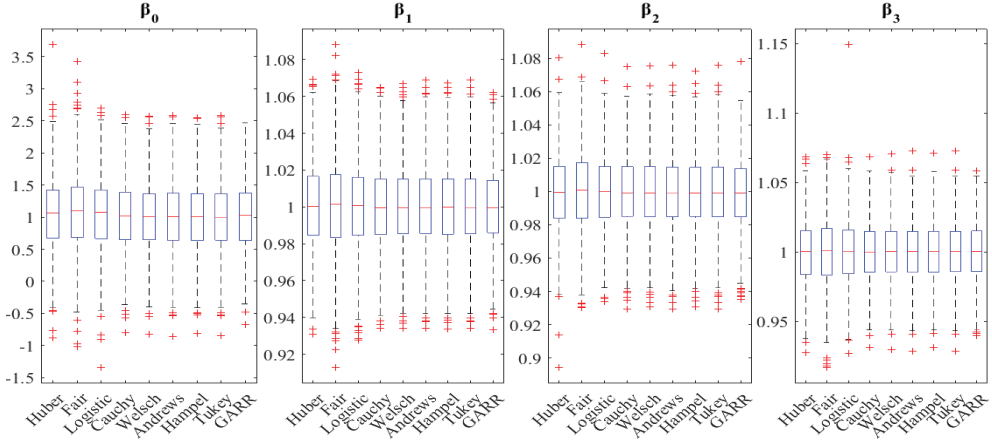 β0
3.5
3
2.5
2
1.5
1
0.5
0
-0.5
-1
-1.5
Huber
Fair
Logistic
Cauchy
Welsch
Andrews
Hampel
Tukey
GARR
β1
1.08
1.06
1.04
1.02
1
0.98
0.96
0.94
0.92
Huber
Fair
Logistic
Cauchy
Welsch
Andrews
Hampel
Tukey
GARR
β2
1.08
1.06
1.04
1.02
1
0.98
0.96
0.94
0.92
0.9
Huber
Fair
Logistic
Cauchy
Welsch
Andrews
Hampel
Tukey
GARR
β3
1.15
1.1
1.05
1
0.95
Huber
Fair
Logistic
Cauchy
Welsch
Andrews
Hampel
Tukey
GARR